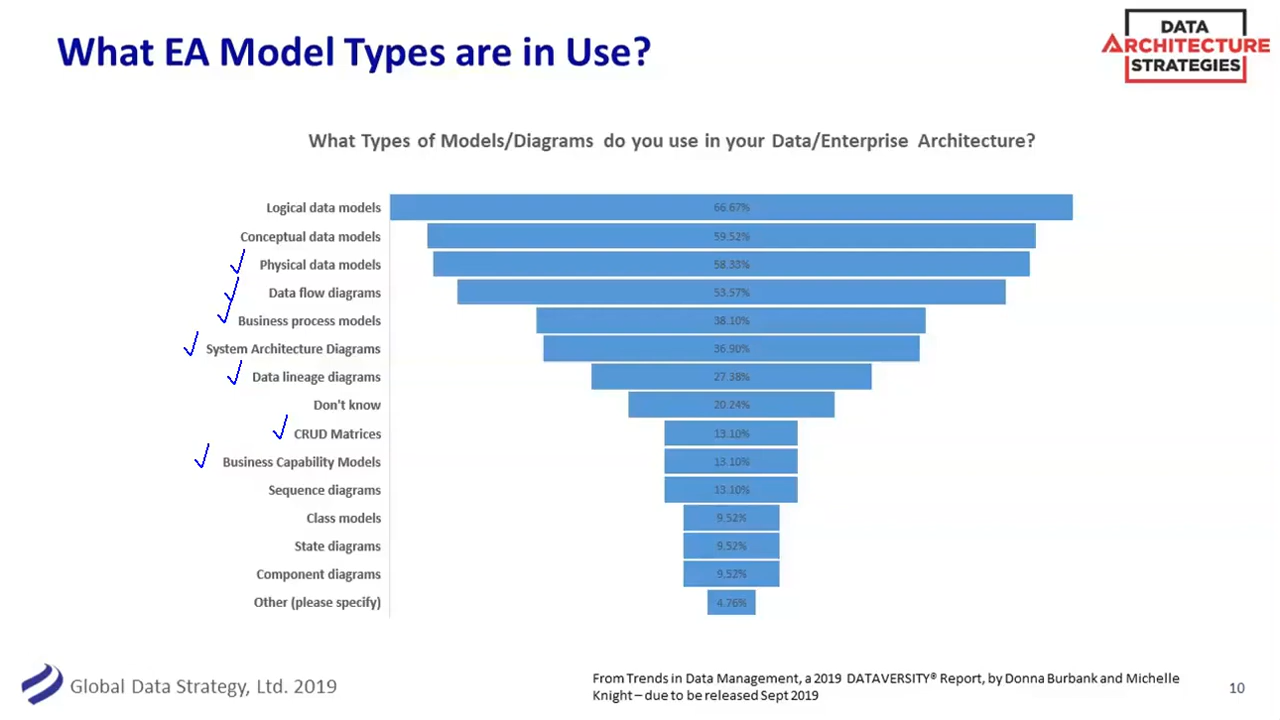 What EA Model Types are in Use?
DATA
ARCHITECTURE
STRATEGIES
What Types of Models/Diagrams do you use in your Data/Enterprise Architecture?
Logical data models 66.67%
Conceptual data models 59.52%
Physical data models 58.33%
Data flow diagrams 53.57%
Business process models 38.10%
System Architecture Diagrams 36.90%
Data lineage diagrams 27.38%
Don't know 20.24%
CRUD Matrices 13.10%
Business Capability Models 13.10%
Sequence diagrams 13.10%
Class models 9.52%
State diagrams 9.52%
Component diagrams 9.52%
Other (please specify) 4.76%
Global Data Strategy, Ltd. 2019
From Trends in Data Management, a 2019 DATAVERSITY® Report, by Donna Burbank and Michelle
Knight – due to be released Sept 2019
10